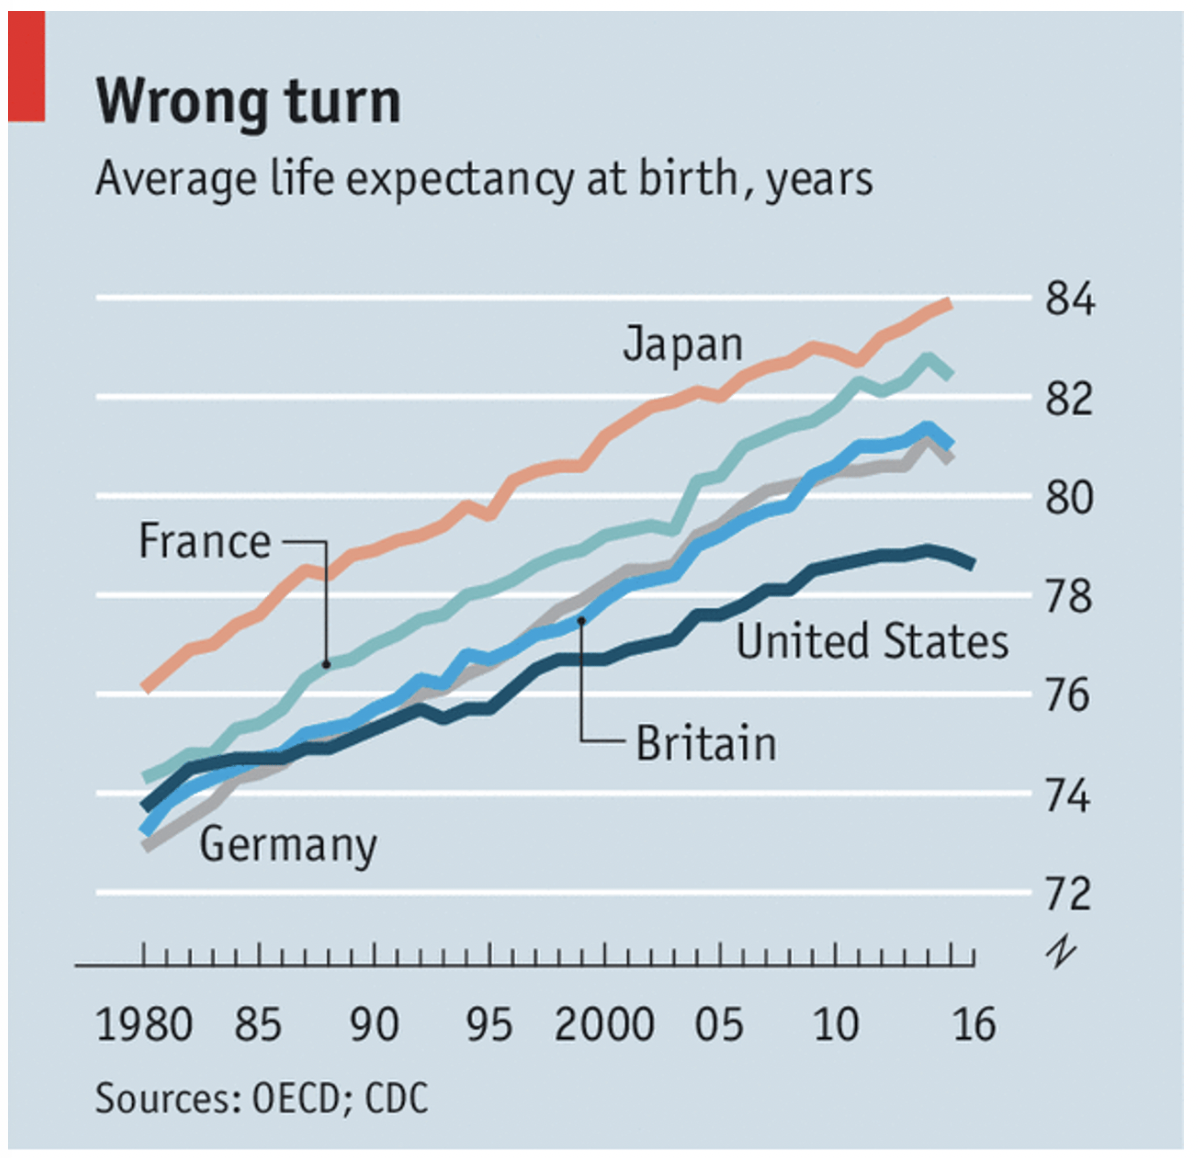 Wrong turn
Average life expectancy at birth, years
84
Japan
82
80
France
78
United States
76
Britain
74
Germany
72
1980 85 90 95 2000 05 10 16
Sources: OECD; CDC